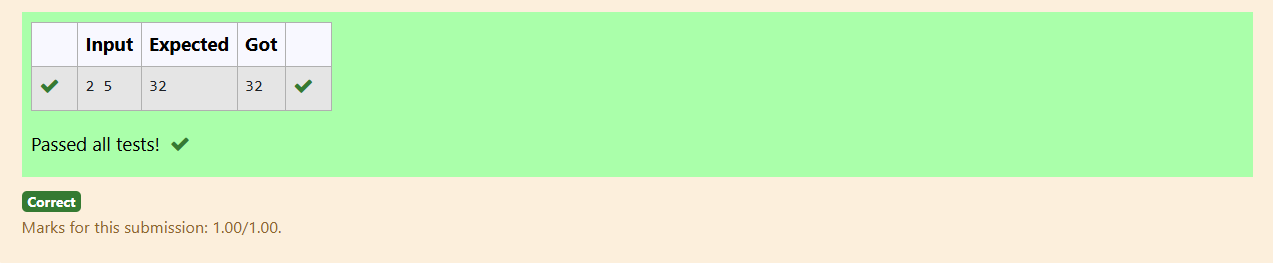 Input Expected Got
2 5 32 32
Passed all tests!
Correct
Marks for this submission: 1.00/1.00.